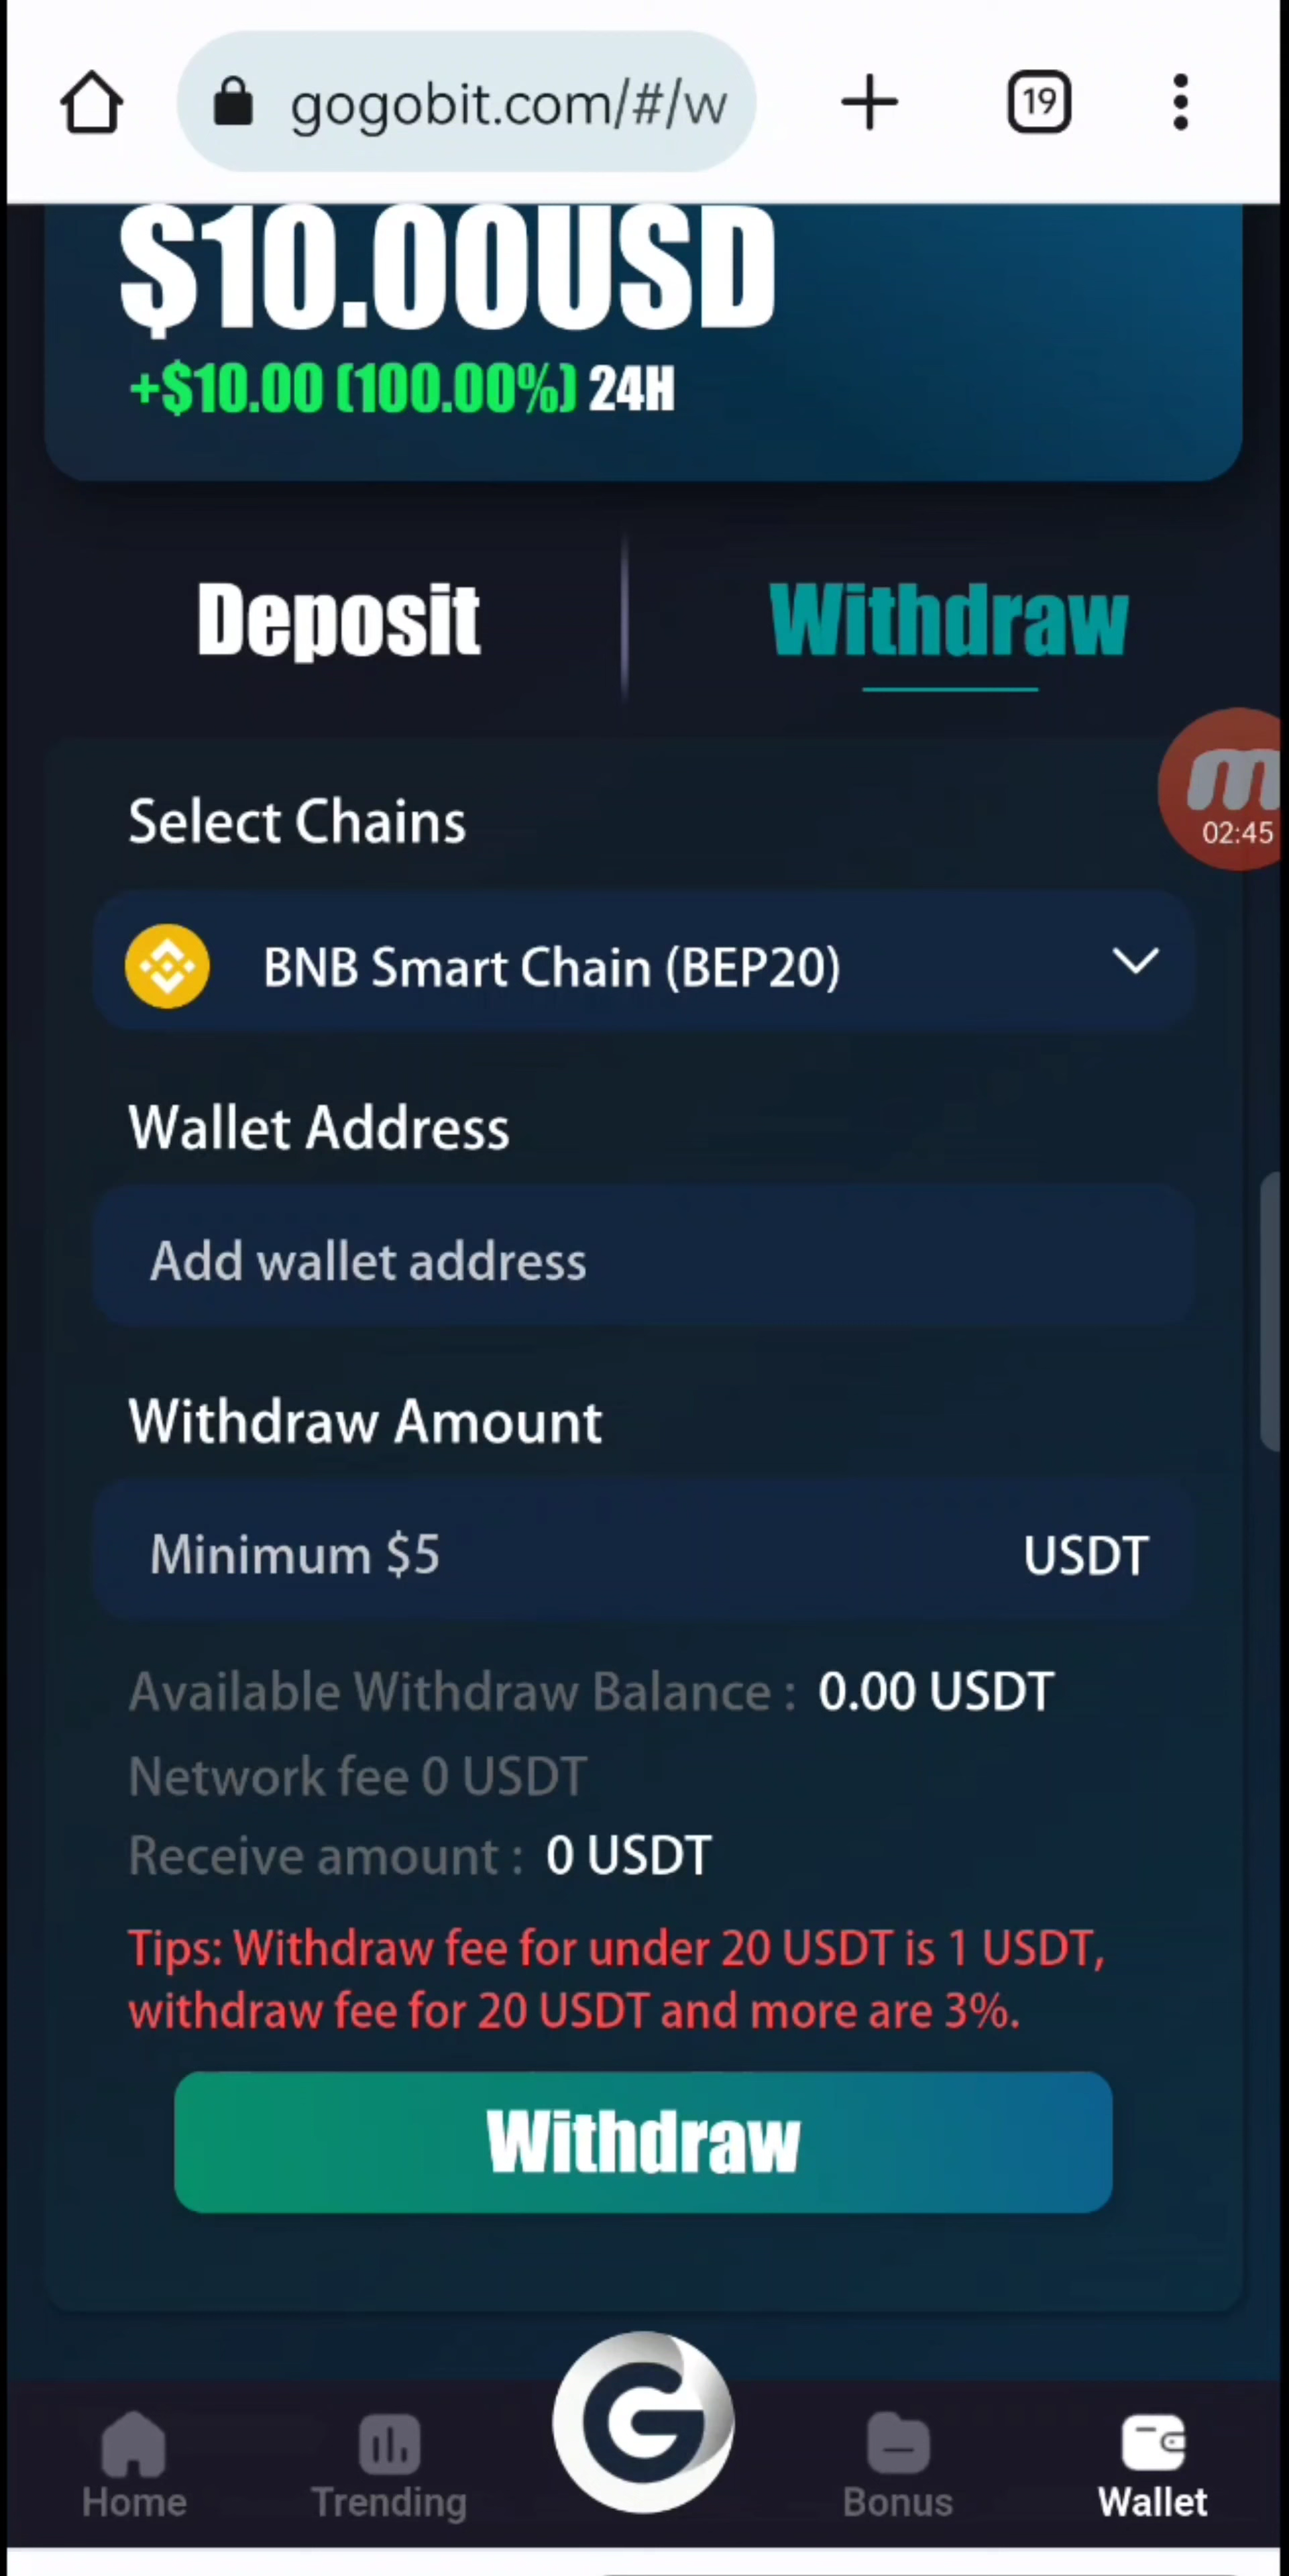 gogobit.com/#/w
19
$10.00USD
+$10.00 (100.00%) 24H
Deposit
Withdraw
02:45
Select Chains
BNB Smart Chain (BEP20)
Wallet Address
Add wallet address
Withdraw Amount
Minimum $5
USDT
Available Withdraw Balance : 0.00 USDT
Network fee 0 USDT
Receive amount : 0 USDT
Tips: Withdraw fee for under 20 USDT is 1 USDT,
withdraw fee for 20 USDT and more are 3%.
Withdraw
Home
Trending
G
Bonus
Wallet